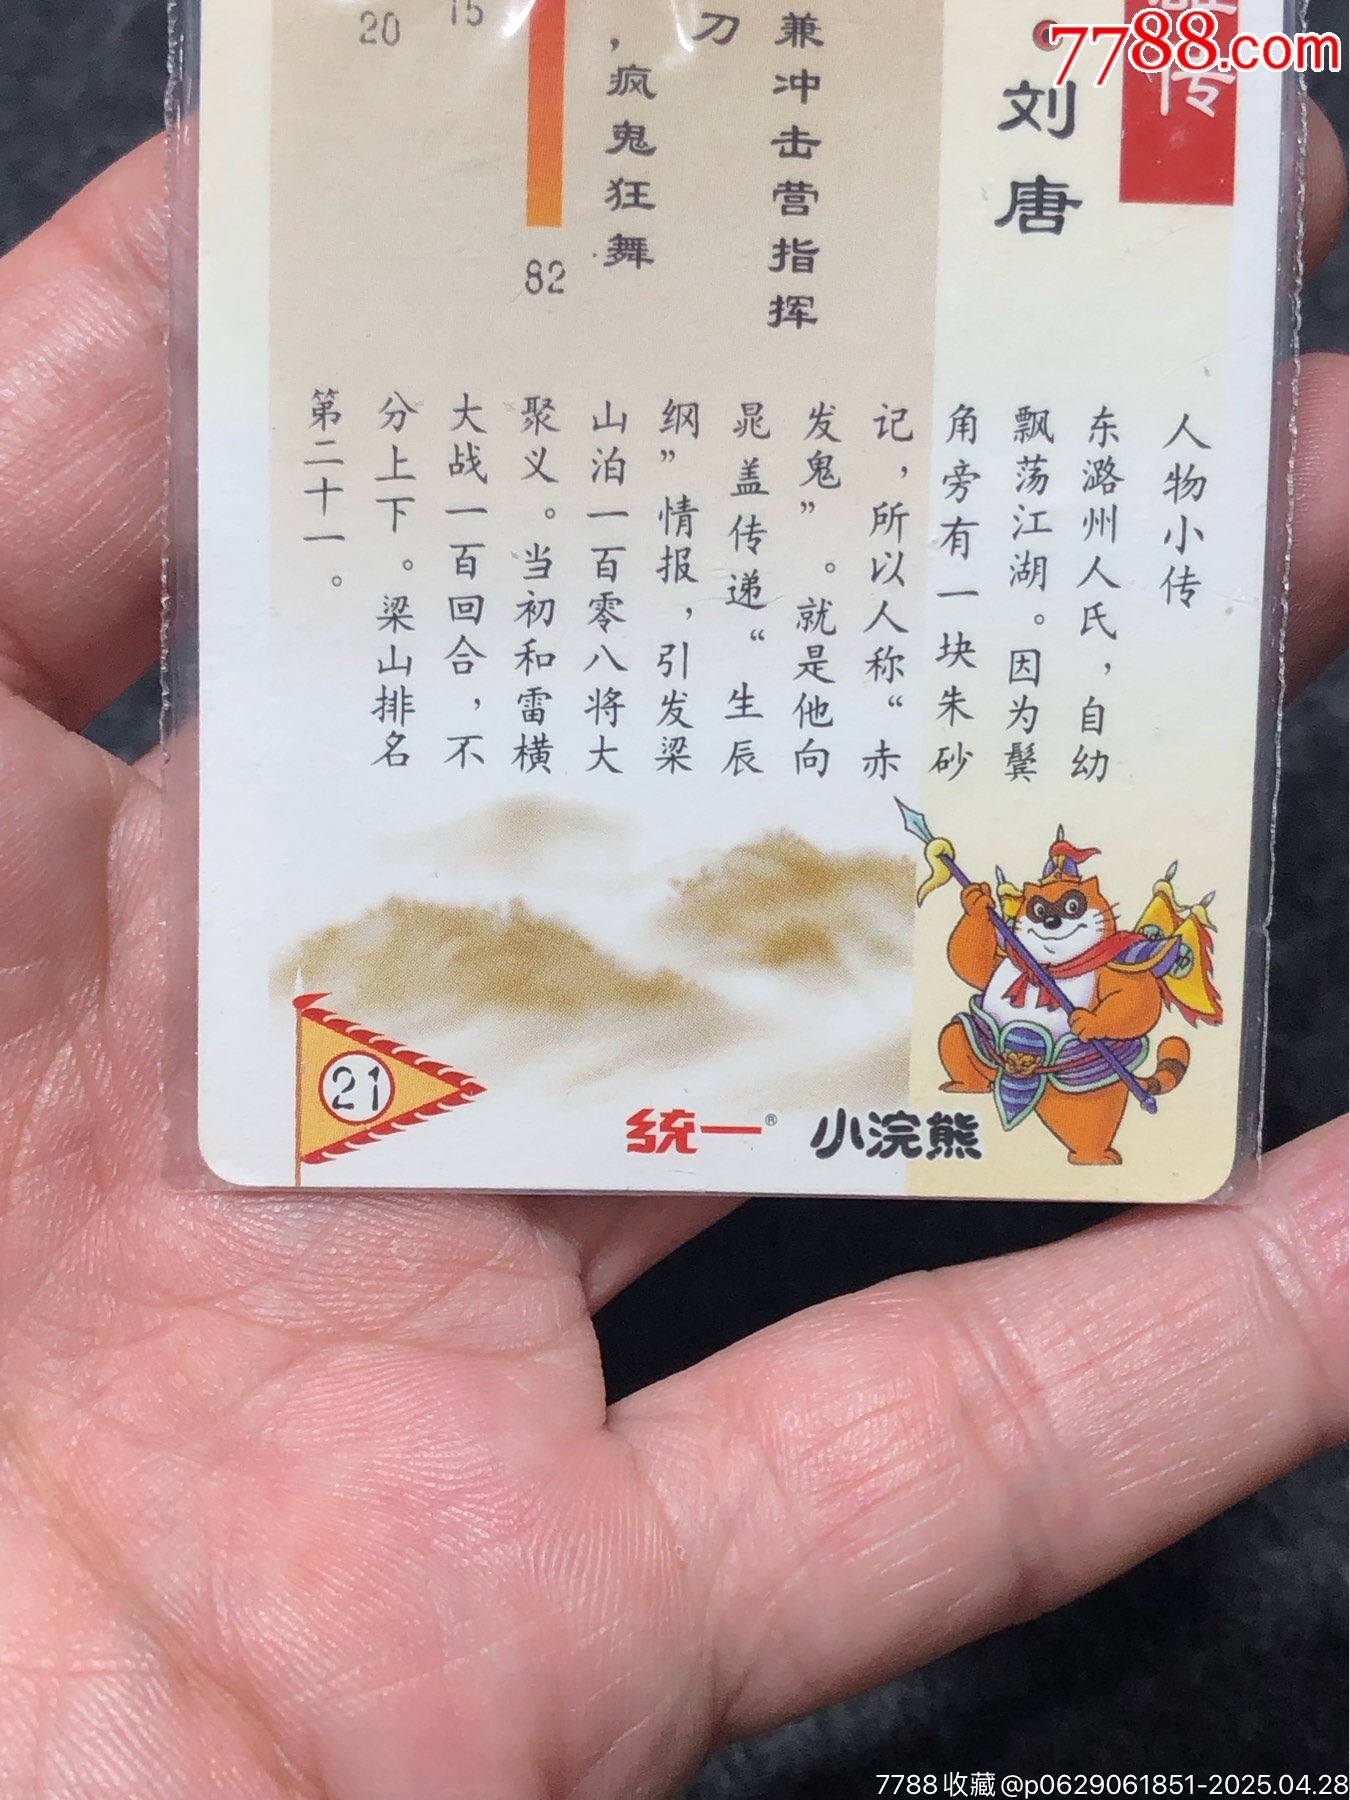 7788.com
传
刘唐
兼冲击营指挥
刀
，疯鬼狂舞
82
15
20
人物小传
东潞州人氏，自幼
飘荡江湖。因为鬓
角旁有一块朱砂
记，所以人称“赤
发鬼”。就是他向
晁盖传递“生辰
纲”情报，引发梁
山泊一百零八将大
聚义。当初和雷横
大战一百回合，不
分上下。梁山排名
第二十一。
21
统一®
小浣熊
7788收藏@p0629061851-2025.04.28